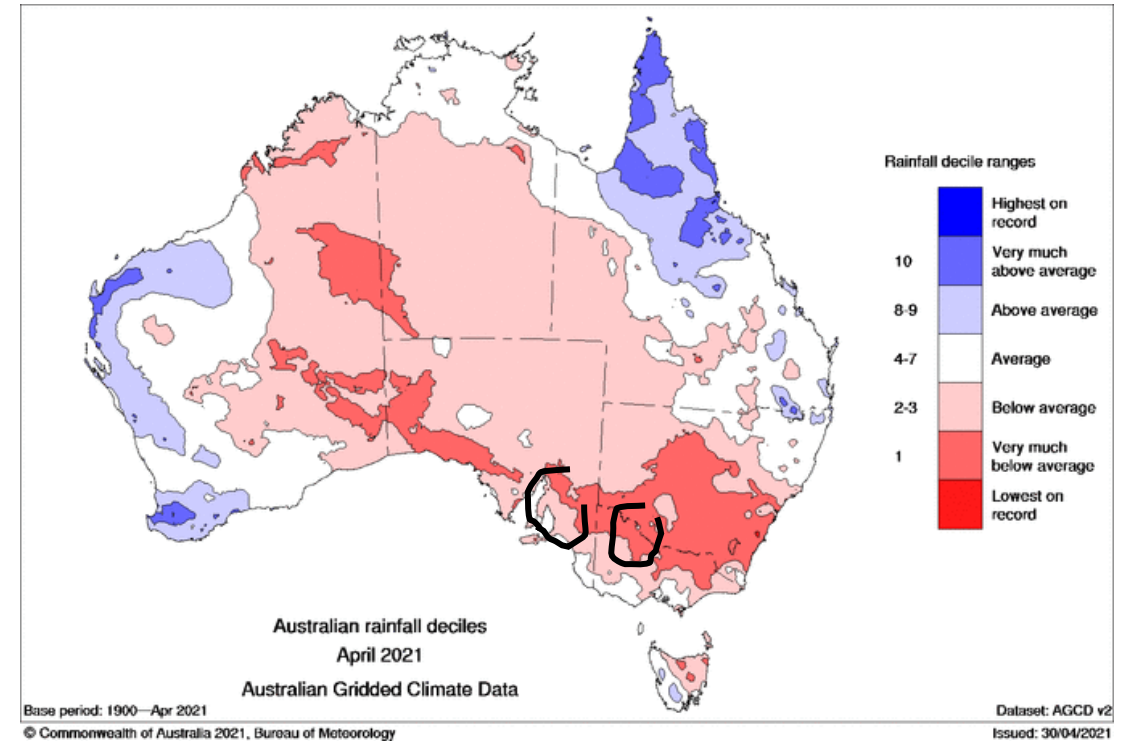 Rainfall decile ranges
Highest on
record
10
Very much
above average
8-9
Above average
4-7
Average
2-3
Below average
1
Very much
below average
Lowest on
record
Australian rainfall deciles
April 2021
Australian Gridded Climate Data
Base period: 1900—Apr 2021
Dataset: AGCD v2
© Commonwealth of Australia 2021, Bureau of Meteorology
Issued: 30/04/2021